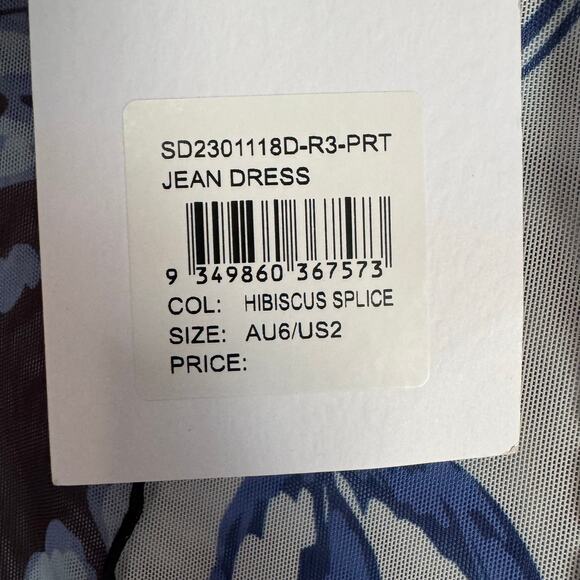 SD2301118D-R3-PRT
JEAN DRESS
9 349860 367573
COL: HIBISCUS SPLICE
SIZE: AU6/US2
PRICE: